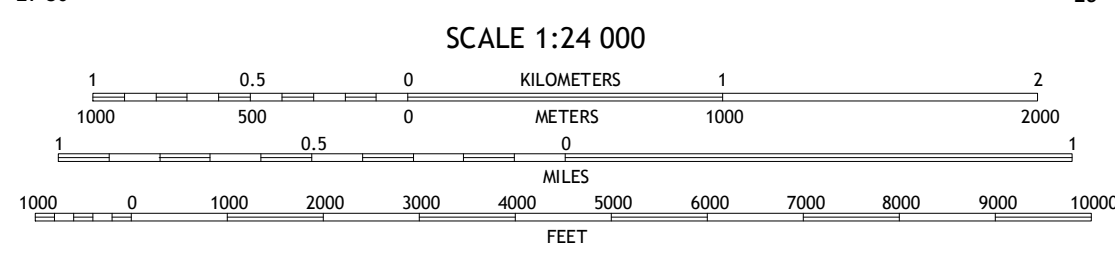 SCALE 1:24 000
1 0.5 0 KILOMETERS 1 2
1000 500 0 METERS 1000 2000
1 0.5 0 1
MILES
1000 0 1000 2000 3000 4000 5000 6000 7000 8000 9000 10000
FEET